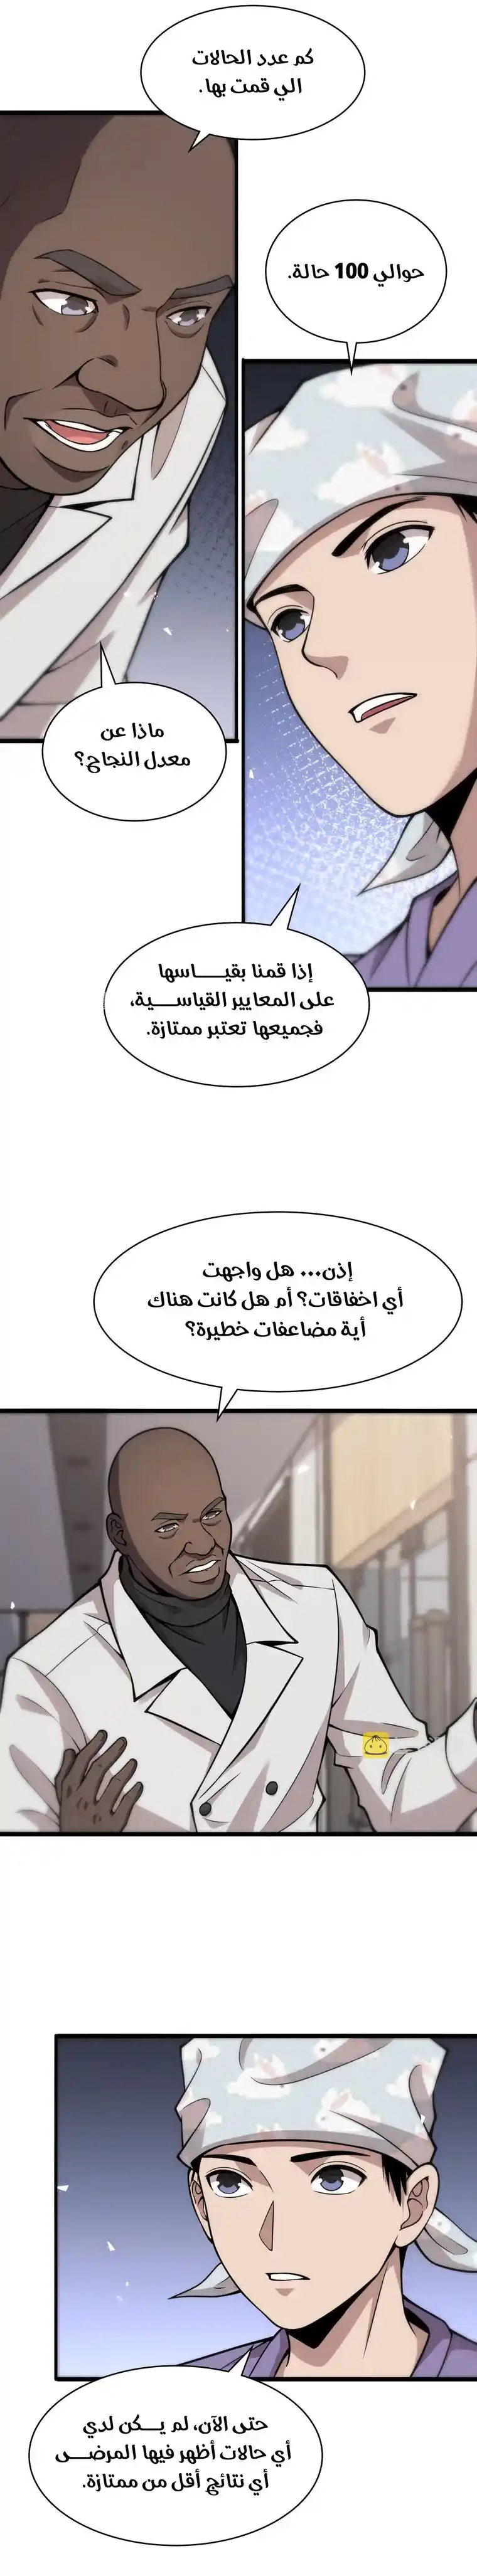 كم عدد الحالات
الي قمت بها.
حوالي 100 حالة.
ماذا عن
معدل النجاح؟
إذا قمنا بقيـــاسها
على المعايير القياســـية،
فجميعها تعتبر ممتازة.
إذن... هل واجهت
أي اخفاقات؟ أم هل كانت هناك
أية مضاعفات خطيرة؟
حتى الآن، لم يـــكن لدي
أي حالات أظهر فيها المرضـــى
أي نتائج أقل من ممتازة.